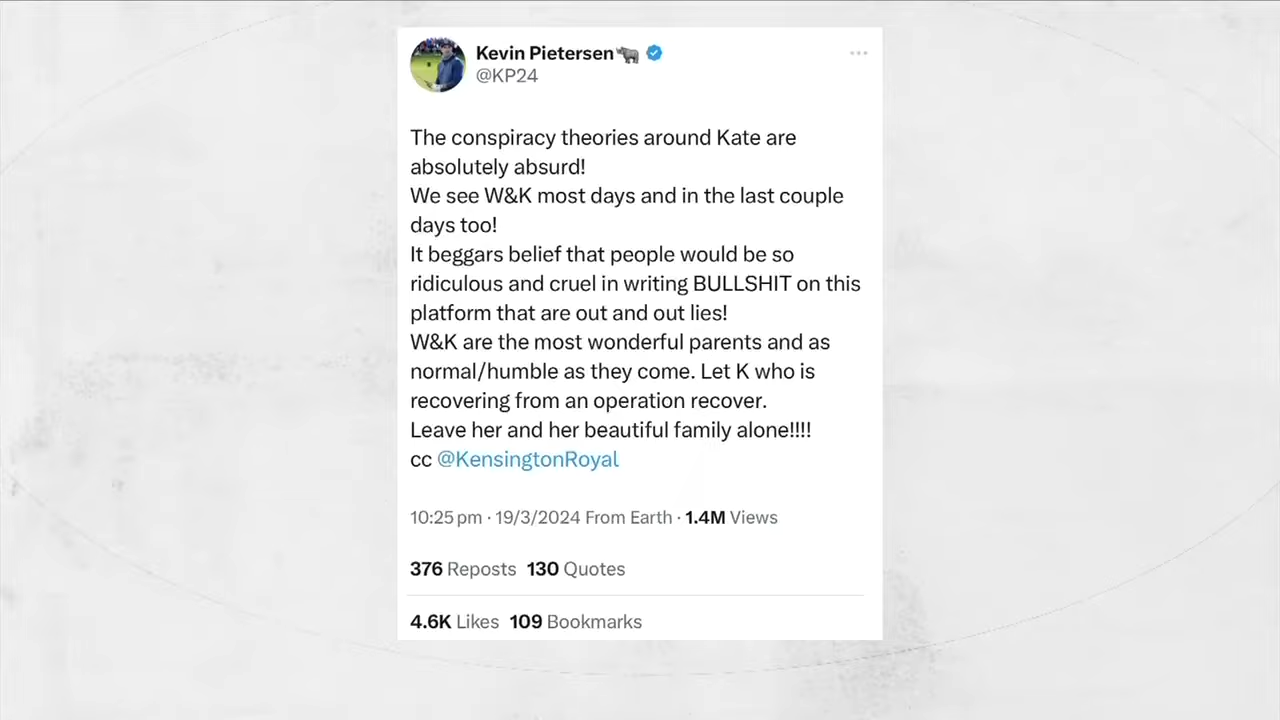 Kevin Pietersen🦏
@KP24
The conspiracy theories around Kate are
absolutely absurd!
We see W&K most days and in the last couple
days too!
It beggars belief that people would be so
ridiculous and cruel in writing BULLSHIT on this
platform that are out and out lies!
W&K are the most wonderful parents and as
normal/humble as they come. Let K who is
recovering from an operation recover.
Leave her and her beautiful family alone!!!!
cc @KensingtonRoyal
10:25 pm · 19/3/2024 From Earth · 1.4M Views
376 Reposts 130 Quotes
4.6K Likes 109 Bookmarks